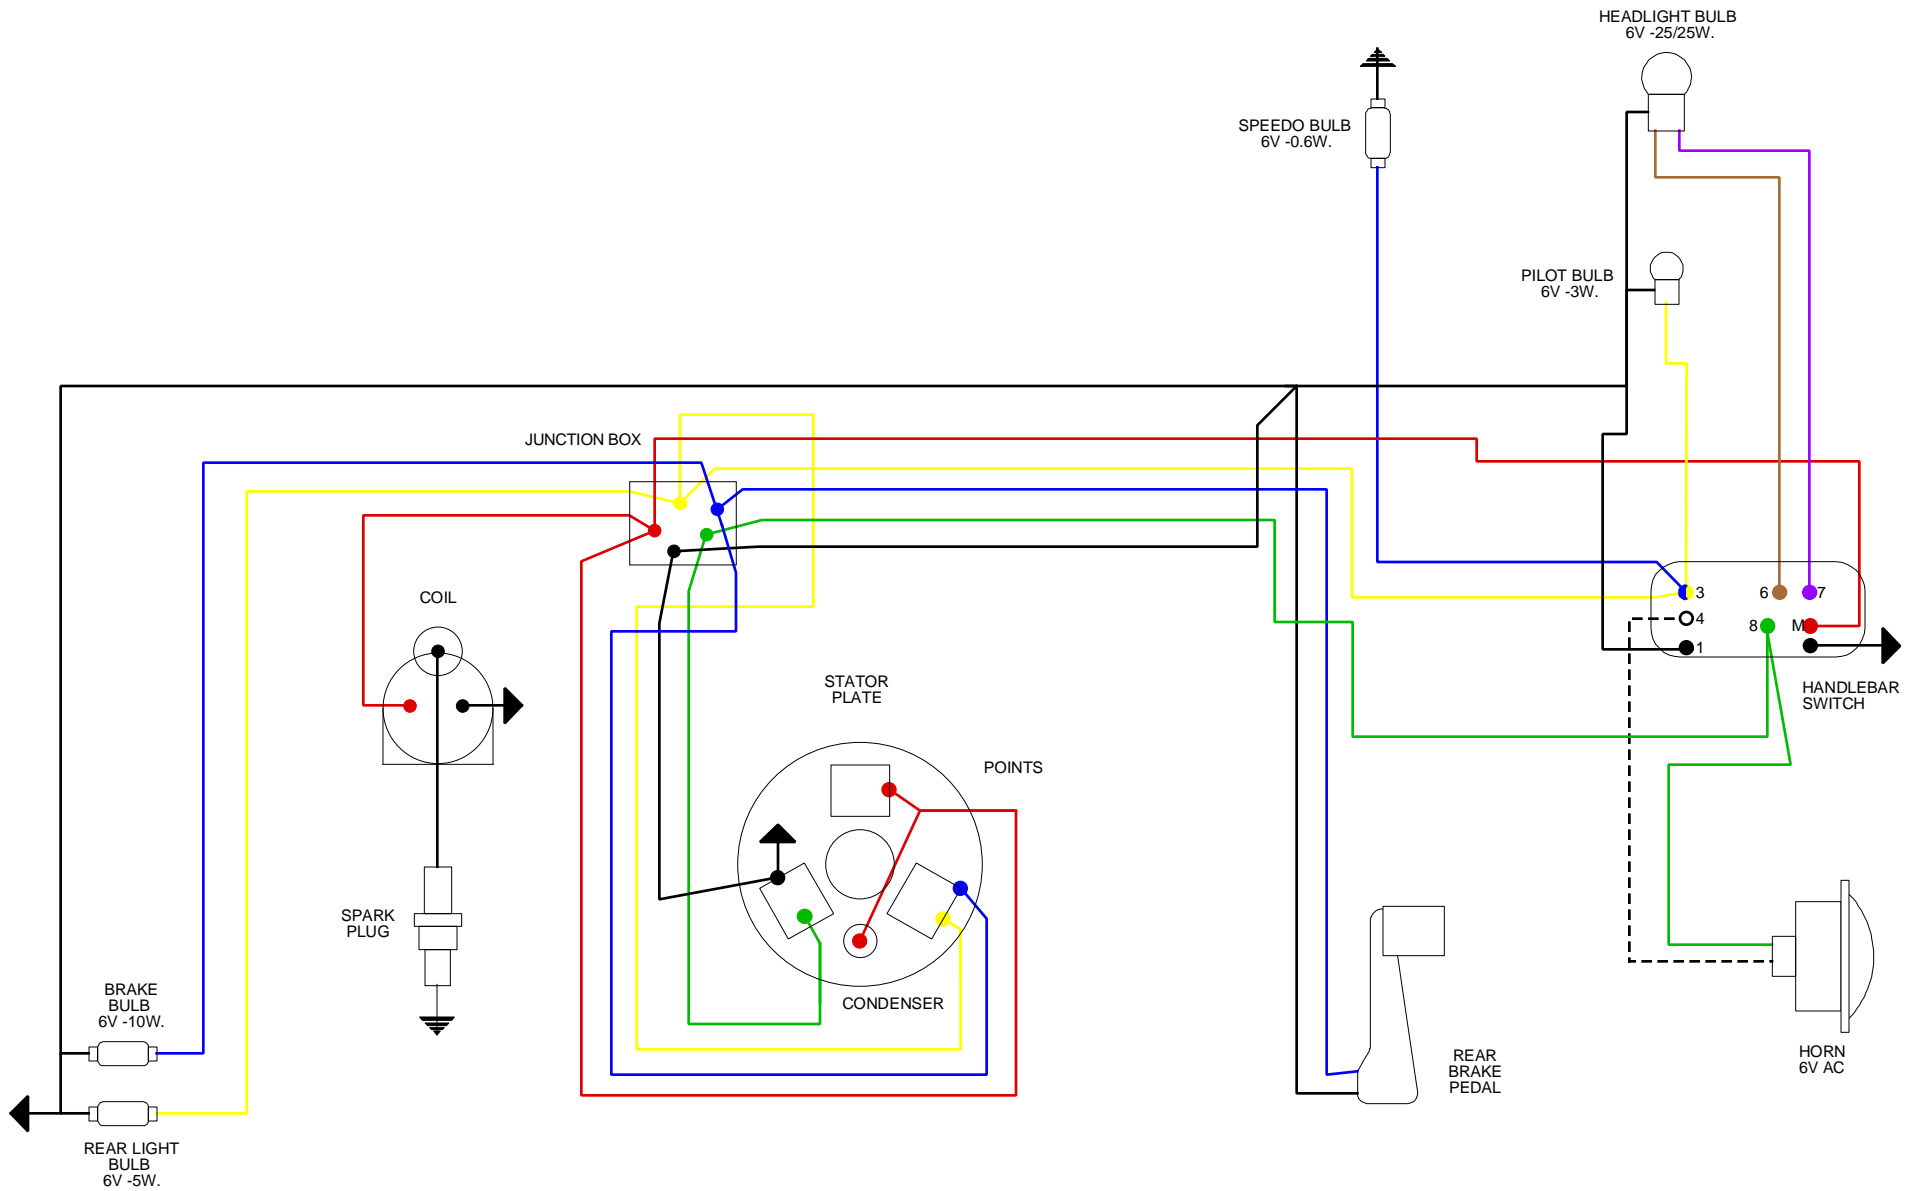 HEADLIGHT BULB
6V -25/25W.
SPEEDO BULB
6V -0.6W.
PILOT BULB
6V -3W.
JUNCTION BOX
COIL
3
6
7
4
8
M
1
STATOR
PLATE
HANDLEBAR
SWITCH
POINTS
SPARK
PLUG
CONDENSER
BRAKE
BULB
6V -10W.
REAR
BRAKE
PEDAL
HORN
6V AC
REAR LIGHT
BULB
6V -5W.